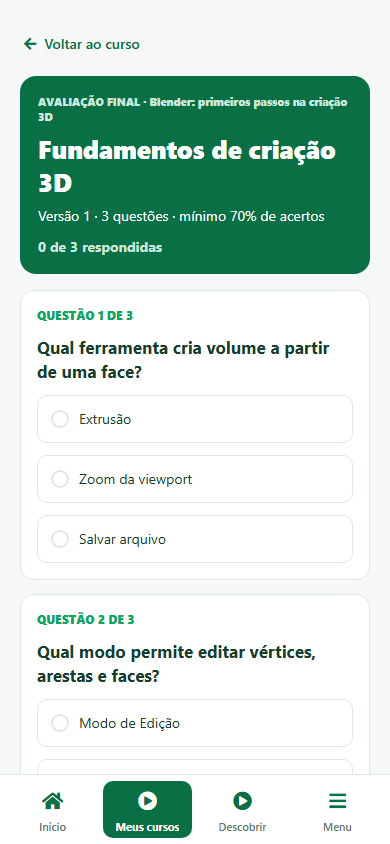 Voltar ao curso
AVALIAÇÃO FINAL · Blender: primeiros passos na criação
3D
Fundamentos de criação
3D
Versão 1 · 3 questões · mínimo 70% de acertos
0 de 3 respondidas
QUESTÃO 1 DE 3
Qual ferramenta cria volume a partir
de uma face?
Extrusão
Zoom da viewport
Salvar arquivo
QUESTÃO 2 DE 3
Qual modo permite editar vértices,
arestas e faces?
Modo de Edição
Início
Meus cursos
Descobrir
Menu